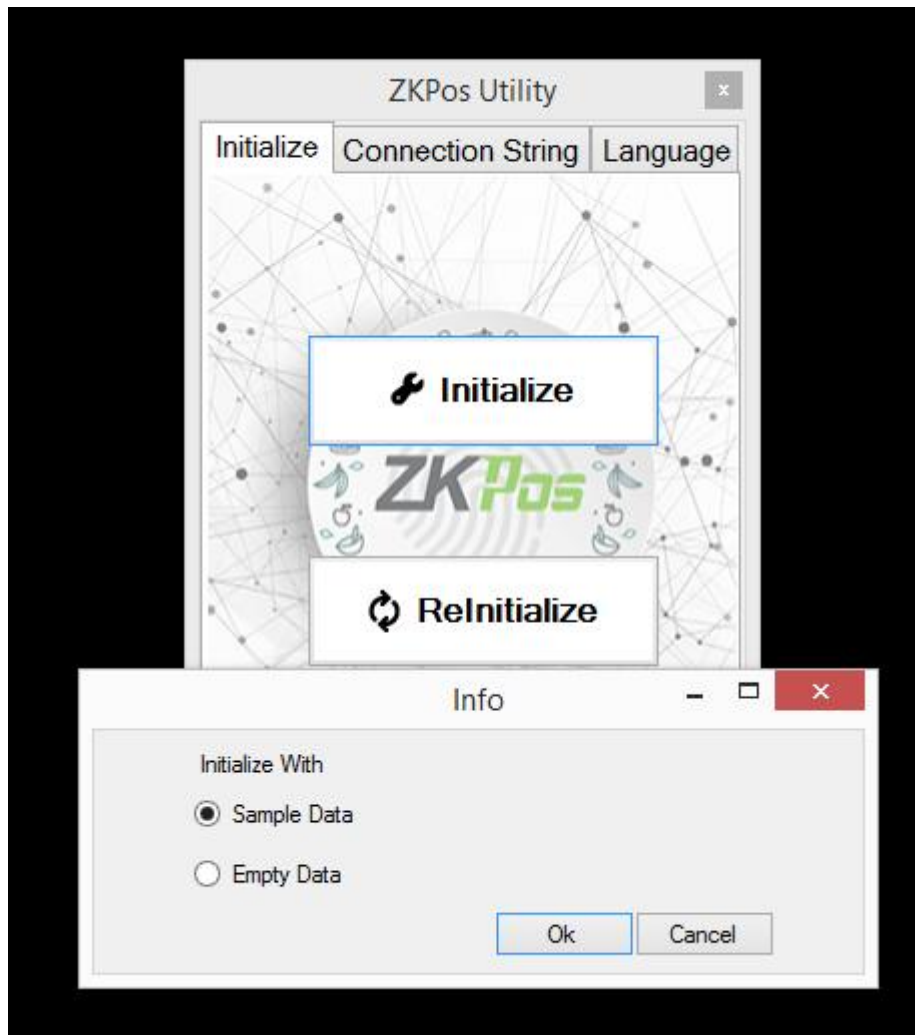 ZKPos Utility
x
Initialize Connection String Language
Initialize
ZKPos
ReInitialize
Info
Initialize With
Sample Data
Empty Data
Ok Cancel